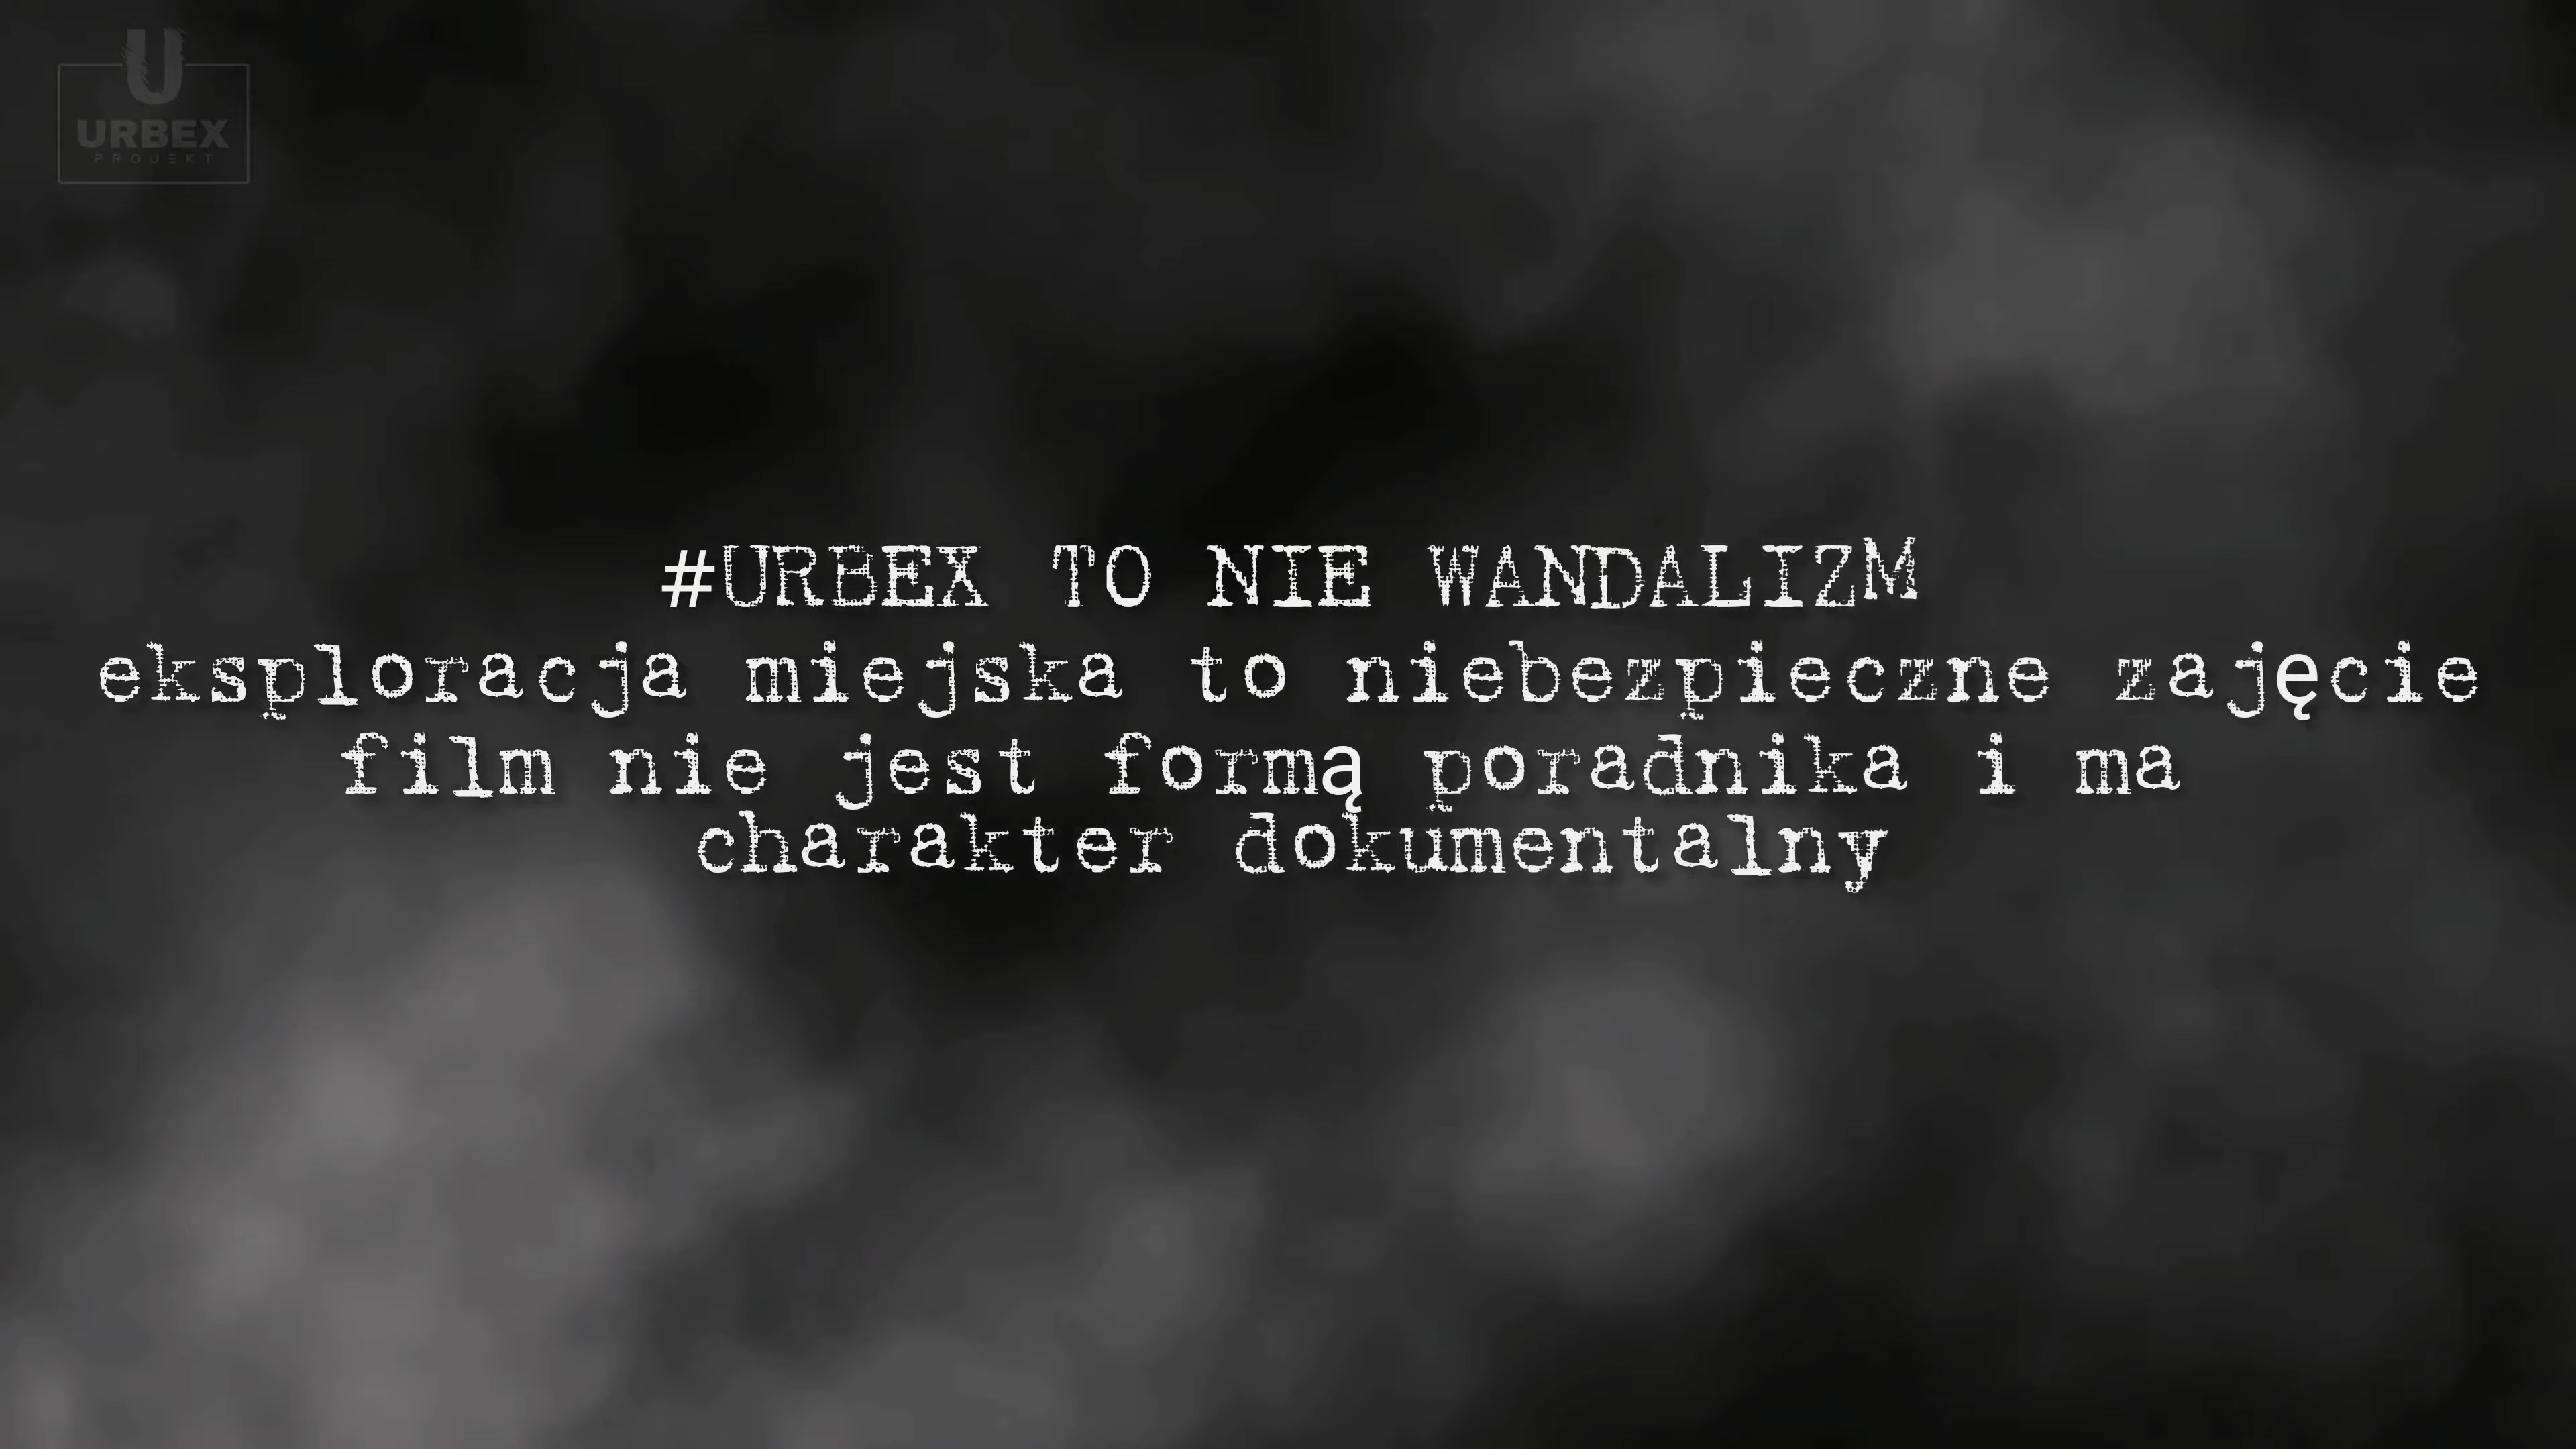 U
URBEX
PROJEKT
#URBEX TO NIE WANDALIZM
eksploracja miejska to niebezpieczne zajęcie
film nie jest formą poradnika i ma
charakter dokumentalny